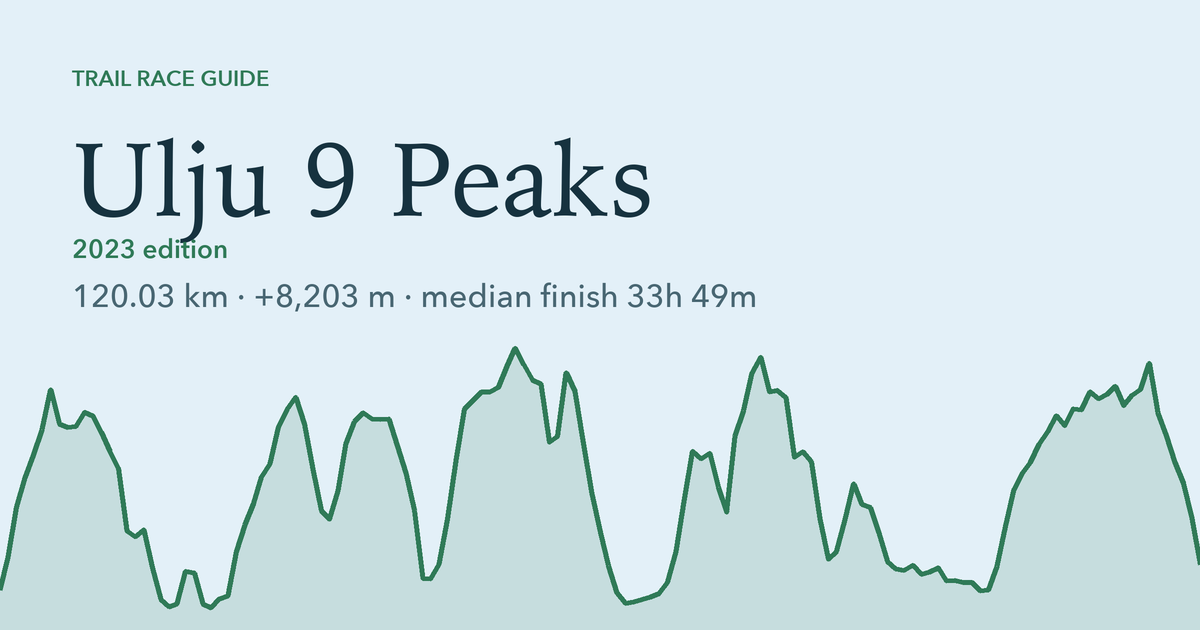 TRAIL RACE GUIDE
Ulju 9 Peaks
2023 edition
120.03 km · +8,203 m · median finish 33h 49m